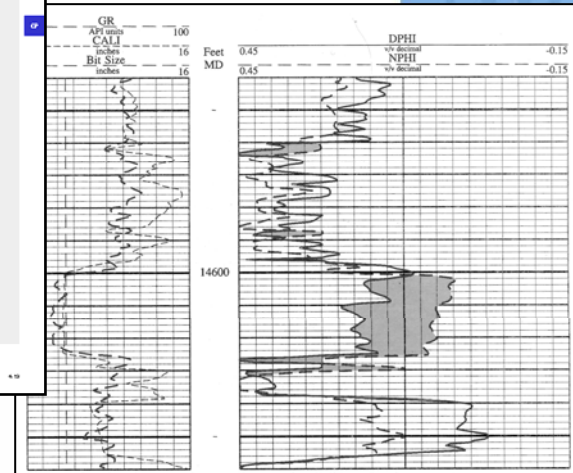 CP
GR
API units 100
CALI
inches 16
Bit Size
inches 16
Feet
MD
DPHI
0.45 v/v decimal -0.15
NPHI
0.45 v/v decimal -0.15
14600